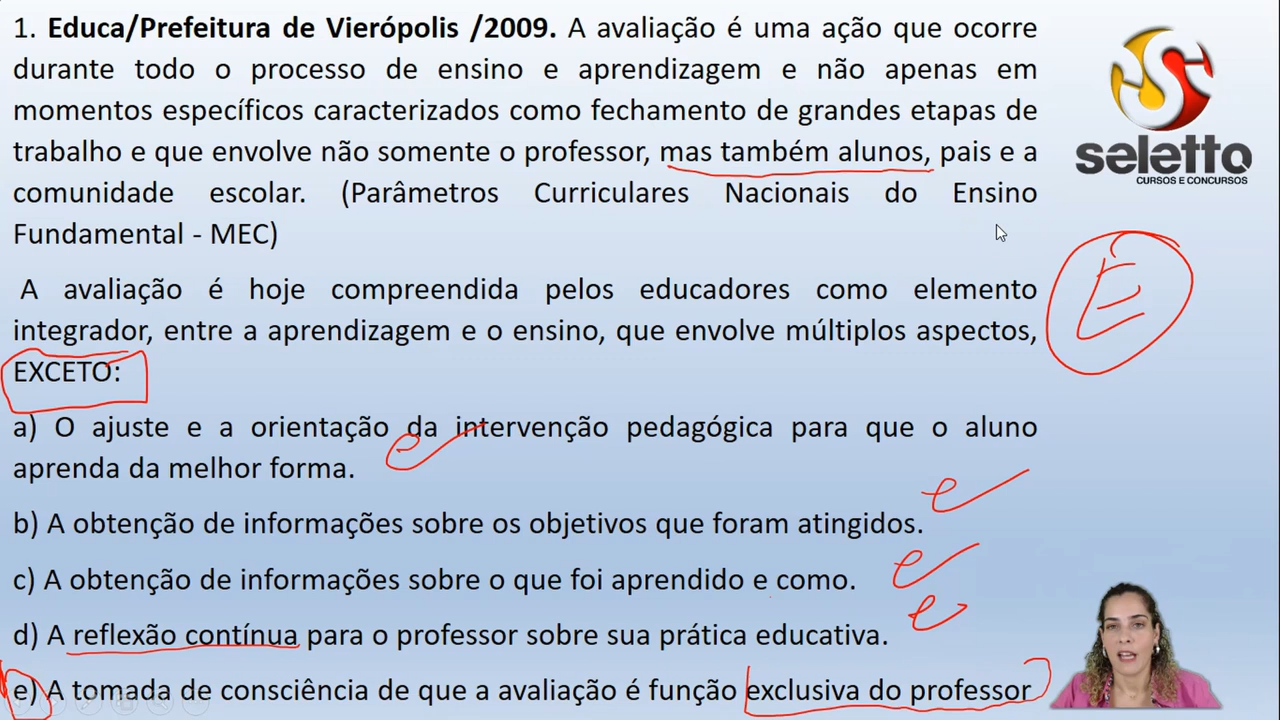 1. Educa/Prefeitura de Vierópolis /2009. A avaliação é uma ação que ocorre
durante todo o processo de ensino e aprendizagem e não apenas em
momentos específicos caracterizados como fechamento de grandes etapas de
trabalho e que envolve não somente o professor, mas também alunos, pais e a
comunidade escolar. (Parâmetros Curriculares Nacionais do Ensino
Fundamental - MEC)
A avaliação é hoje compreendida pelos educadores como elemento
integrador, entre a aprendizagem e o ensino, que envolve múltiplos aspectos,
EXCETO:
a) O ajuste e a orientação da intervenção pedagógica para que o aluno
aprenda da melhor forma.
b) A obtenção de informações sobre os objetivos que foram atingidos.
c) A obtenção de informações sobre o que foi aprendido e como.
d) A reflexão contínua para o professor sobre sua prática educativa.
e) A tomada de consciência de que a avaliação é função exclusiva do professor
seletto
CURSOS E CONCURSOS
E